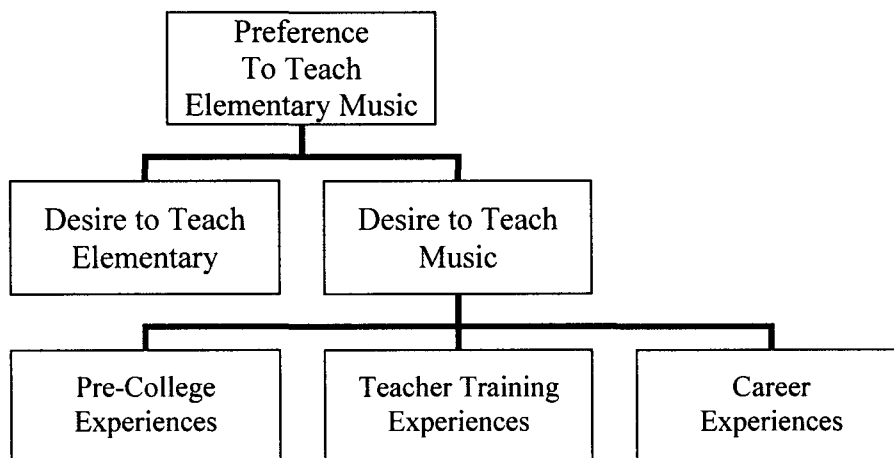 Preference
To Teach
Elementary Music
Desire to Teach
Elementary
Desire to Teach
Music
Pre-College
Experiences
Teacher Training
Experiences
Career
Experiences